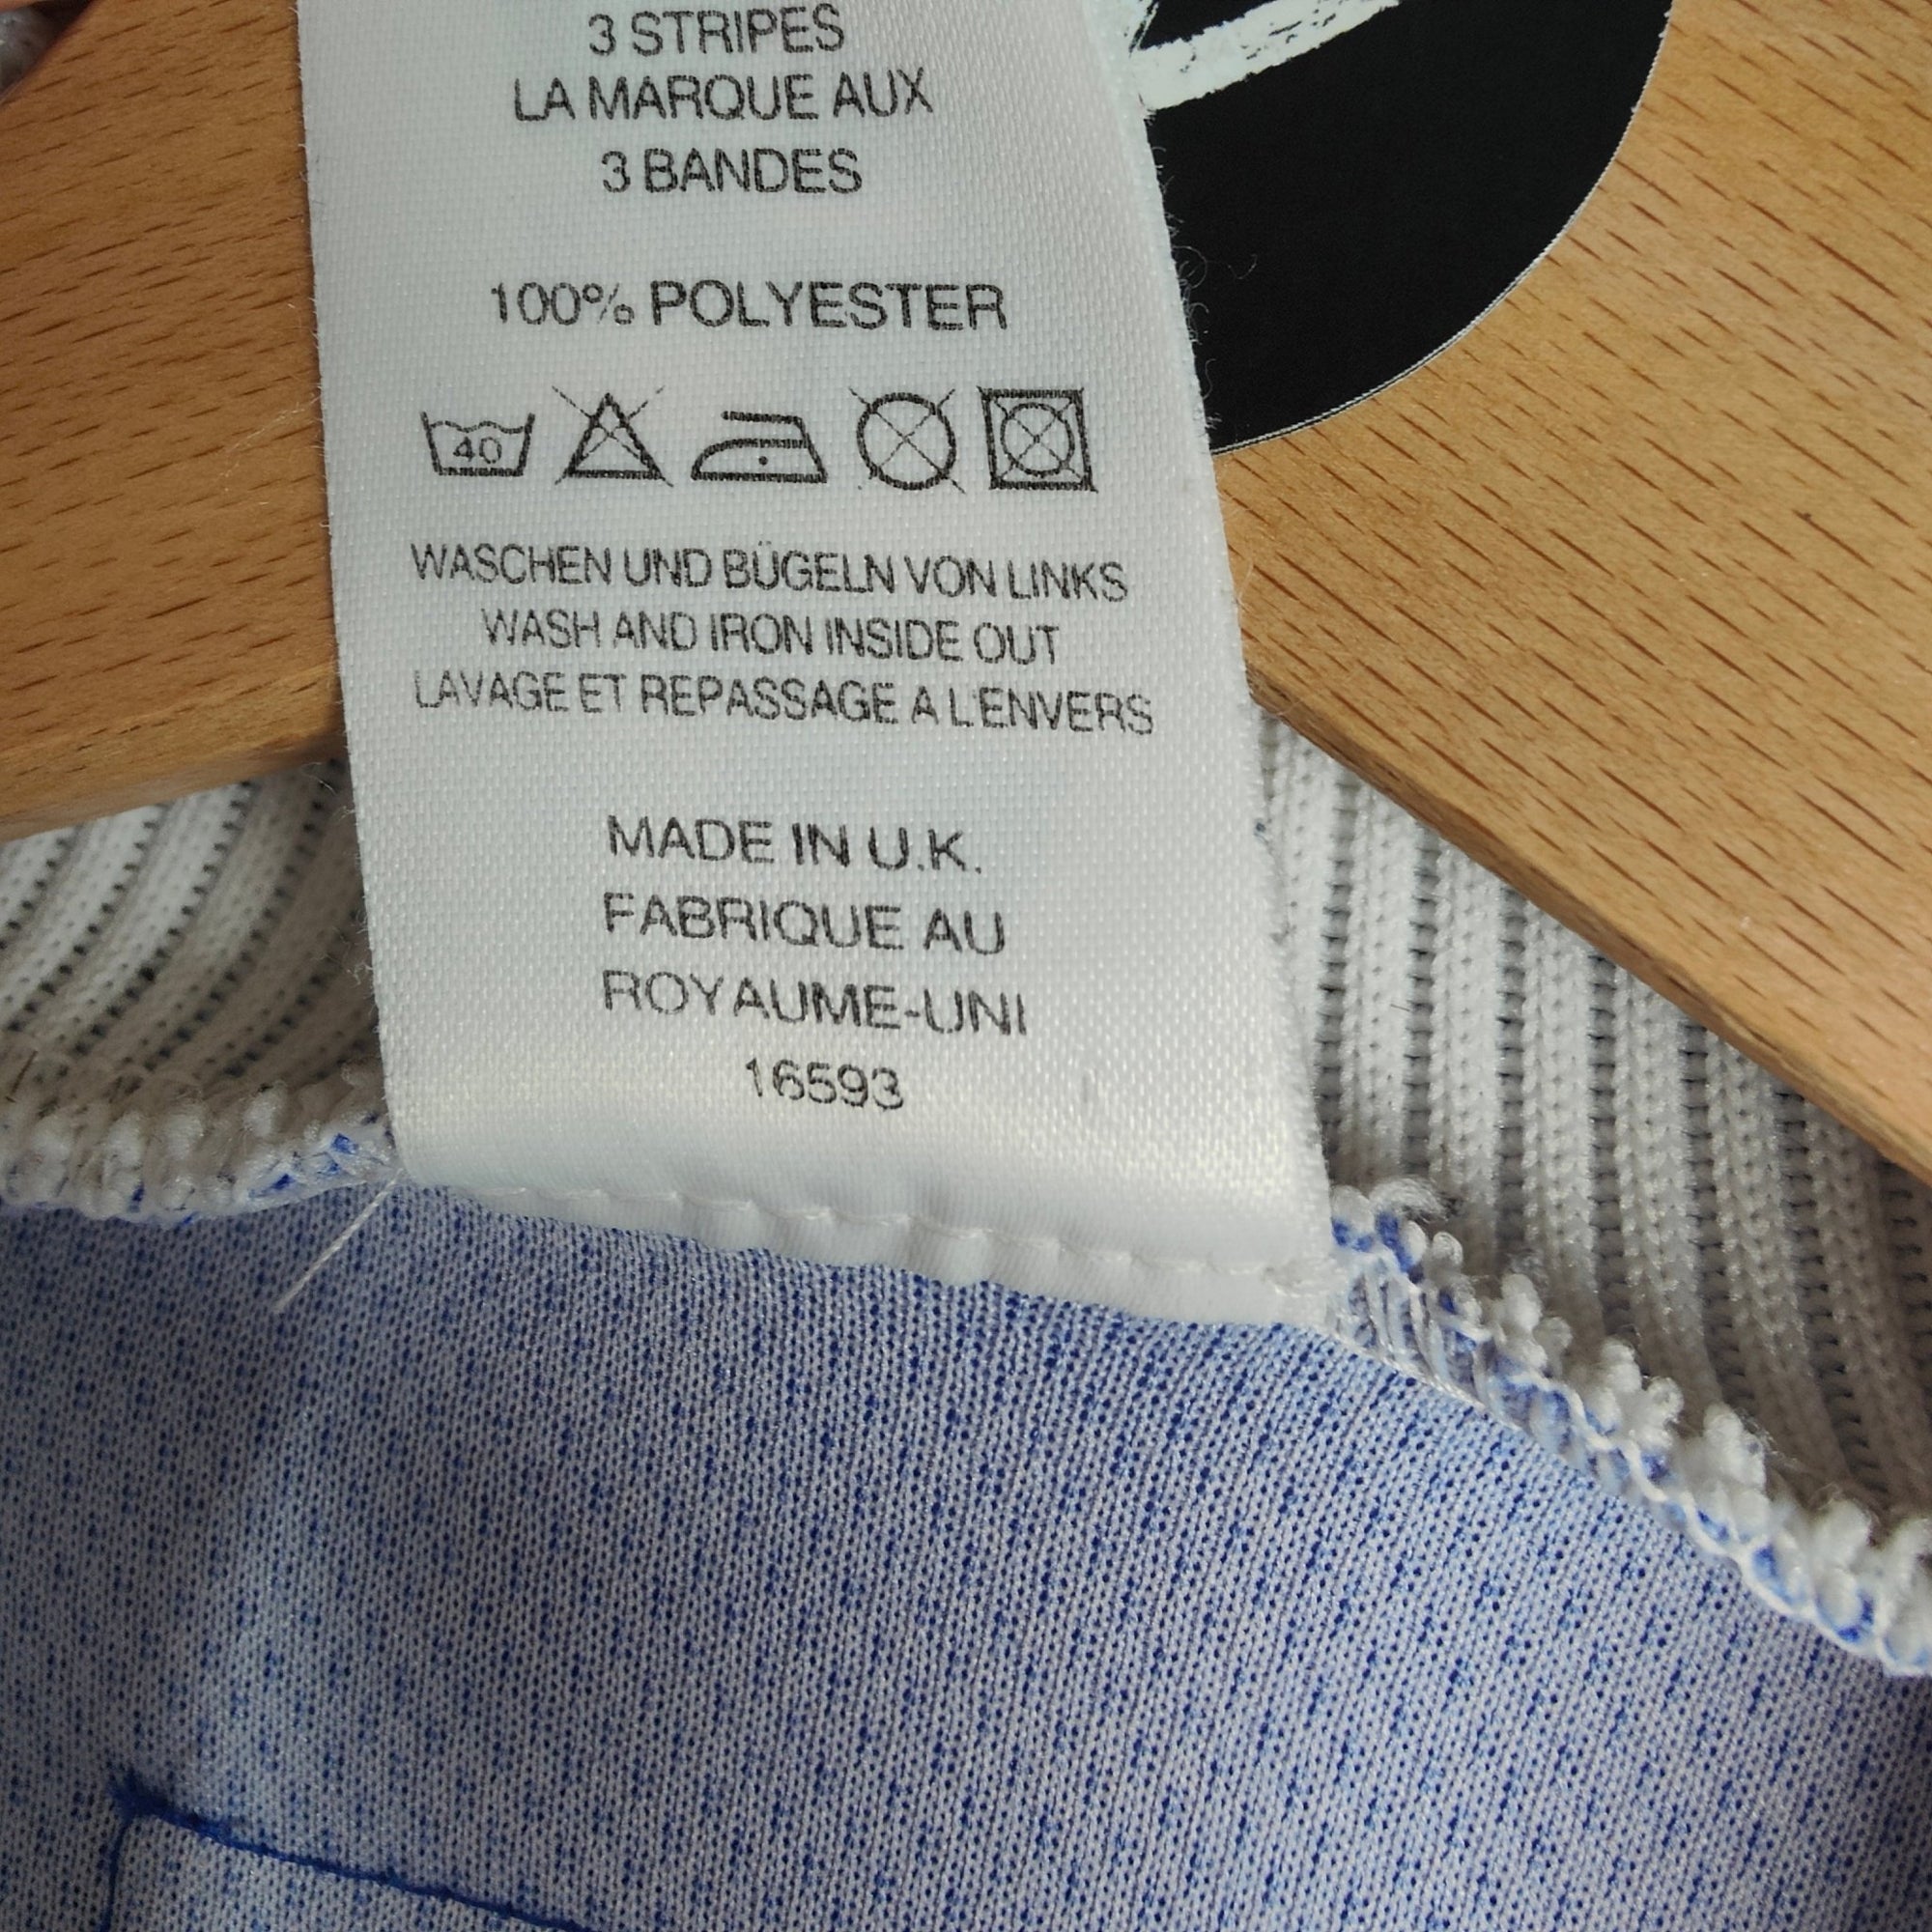 3 STRIPES
LA MARQUE AUX
3 BANDES
100% POLYESTER
40
WASCHEN UND BÜGELN VON LINKS
WASH AND IRON INSIDE OUT
LAVAGE ET REPASSAGE A L'ENVERS
MADE IN U.K.
FABRIQUE AU
ROYAUME-UNI
16593